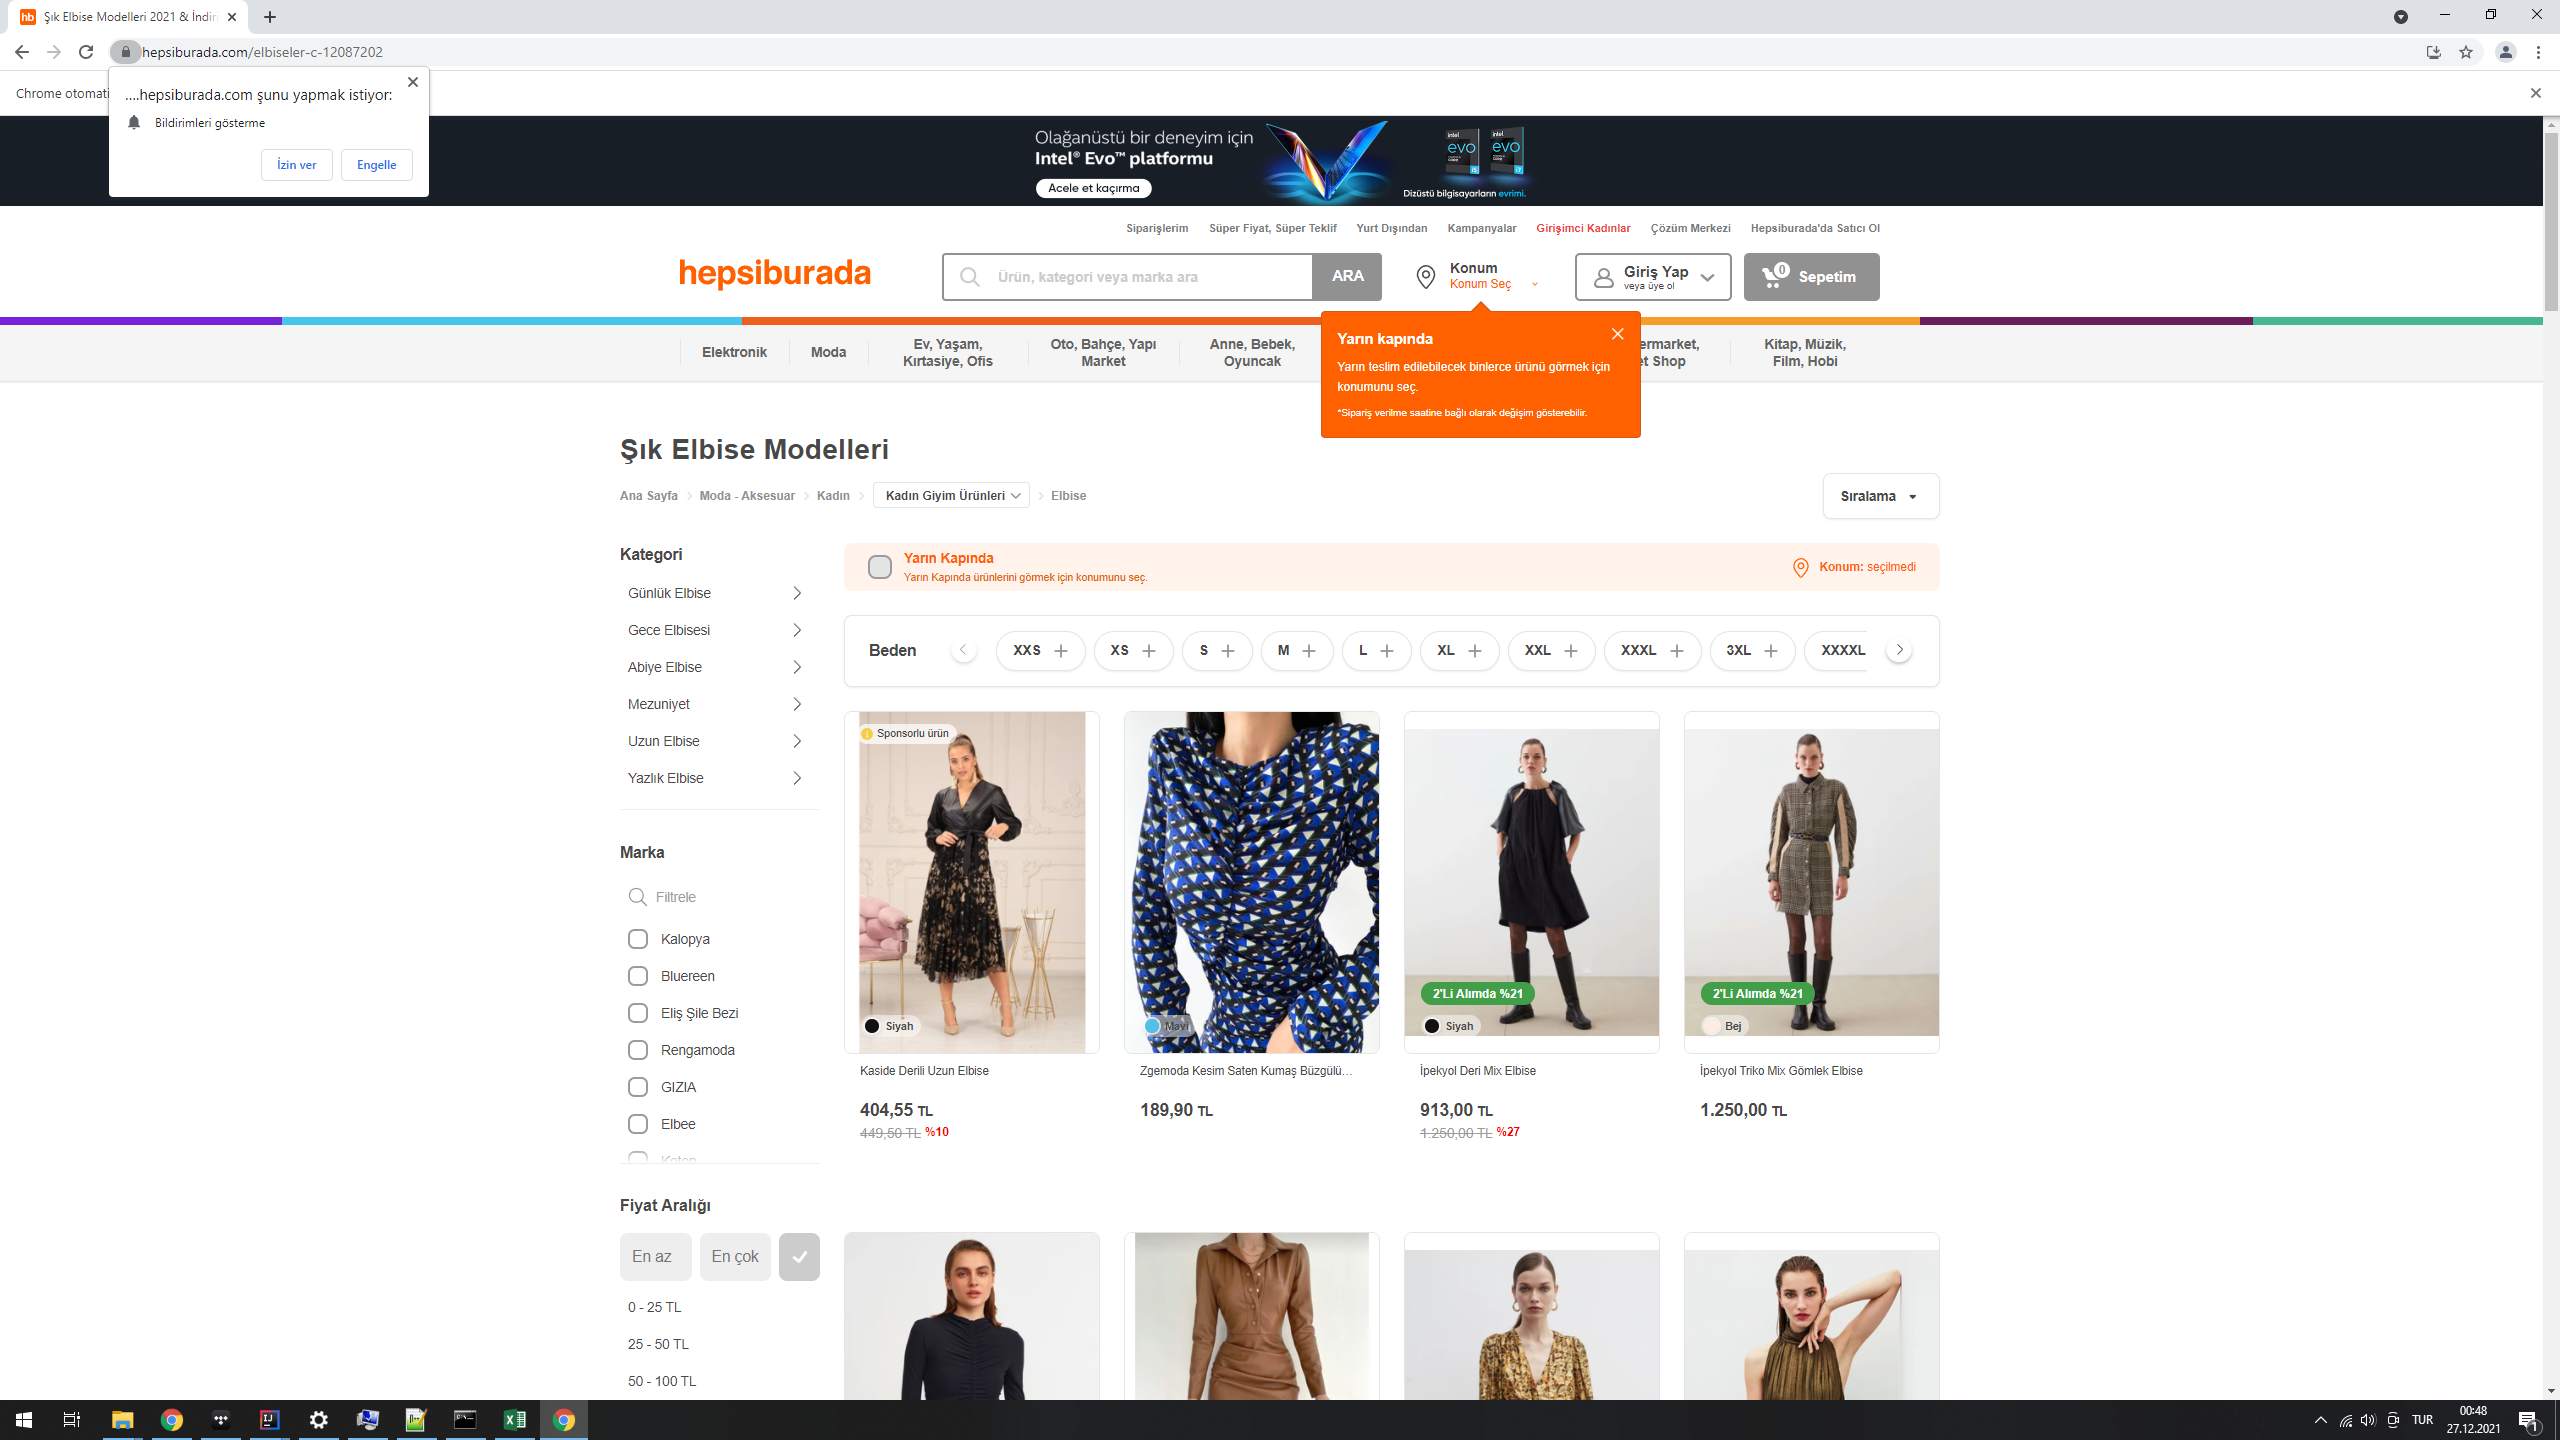 Şık Elbise Modelleri 2021 & İndiri
hepsiburada.com/elbiseler-c-12087202
Chrome otomati
....hepsiburada.com şunu yapmak istiyor:
Bildirimleri gösterme
İzin ver
Engelle
Olağanüstü bir deneyim için
Intel® Evo™ platformu
Acele et kaçırma
intel
evo
i5
intel
evo
i7
Dizüstü bilgisayarların evrimi.
Siparişlerim
Süper Fiyat, Süper Teklif
Yurt Dışından
Kampanyalar
Girişimci Kadınlar
Çözüm Merkezi
Hepsiburada'da Satıcı Ol
hepsiburada
Ürün, kategori veya marka ara
ARA
Konum
Konum Seç
Giriş Yap
veya üye ol
0
Sepetim
Elektronik
Moda
Ev, Yaşam,
Kırtasiye, Ofis
Oto, Bahçe, Yapı
Market
Anne, Bebek,
Oyuncak
ermarket,
et Shop
Kitap, Müzik,
Film, Hobi
Yarın kapında
Yarın teslim edilebilecek binlerce ürünü görmek için
konumunu seç.
*Sipariş verilme saatine bağlı olarak değişim gösterebilir.
Şık Elbise Modelleri
Ana Sayfa
Moda - Aksesuar
Kadın
Kadın Giyim Ürünleri
Elbise
Sıralama
Kategori
Günlük Elbise
Gece Elbisesi
Abiye Elbise
Mezuniyet
Uzun Elbise
Yazlık Elbise
Marka
Filtrele
Kalopya
Bluereen
Eliş Şile Bezi
Rengamoda
GIZIA
Elbee
Koton
Fiyat Aralığı
En az
En çok
0 - 25 TL
25 - 50 TL
50 - 100 TL
Yarın Kapında
Yarın Kapında ürünlerini görmek için konumunu seç.
Konum: seçilmedi
Beden
XXS
XS
S
M
L
XL
XXL
XXXL
3XL
XXXXL
Sponsorlu ürün
Siyah
Mavi
2'Li Alımda %21
Siyah
2'Li Alımda %21
Bej
Kaside Derili Uzun Elbise
404,55 TL
449,50 TL %10
Zgemoda Kesim Saten Kumaş Büzgülü...
189,90 TL
İpekyol Deri Mix Elbise
913,00 TL
1.250,00 TL %27
İpekyol Triko Mix Gömlek Elbise
1.250,00 TL
TUR
00:48
27.12.2021
1